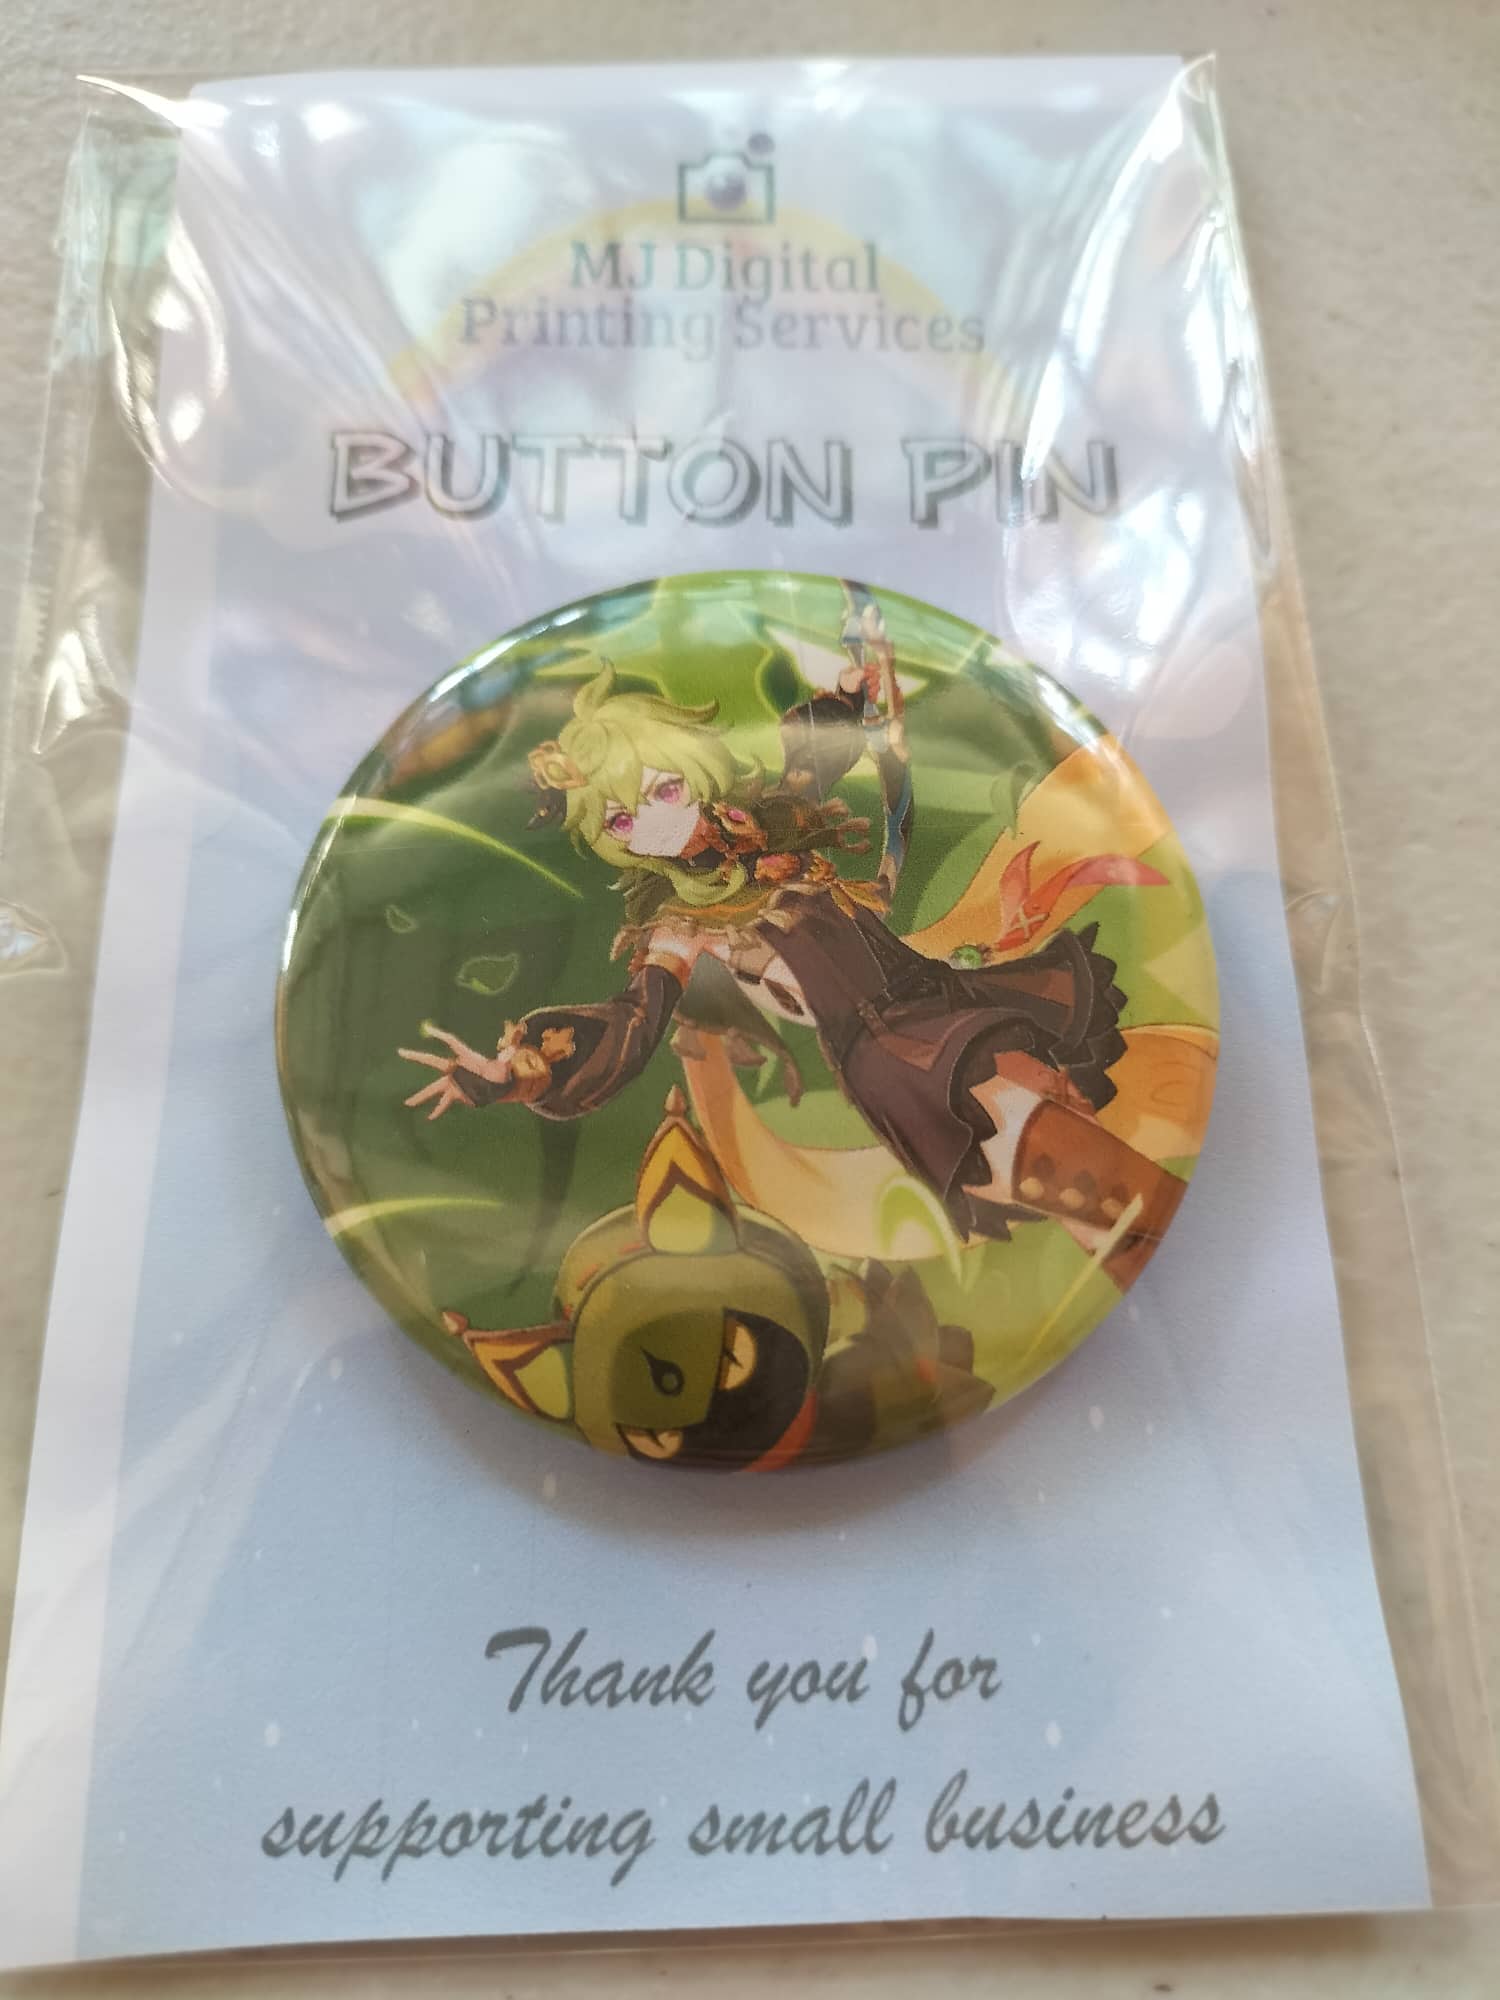 MJ Digital
Printing Services
BUTTON PIN
Thank you for
supporting small business